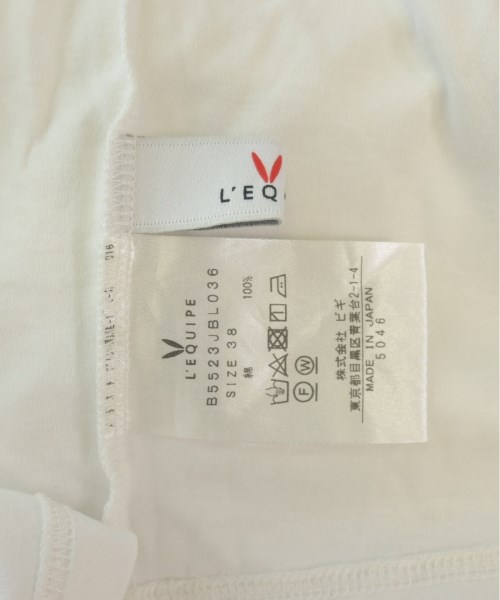 L'EQ
L'EQUIPE
B5523JBL036
SIZE 38
綿 100%
F W
株式会社 ビギ
東京都目黒区青葉台2-1-4
MADE IN JAPAN
5046